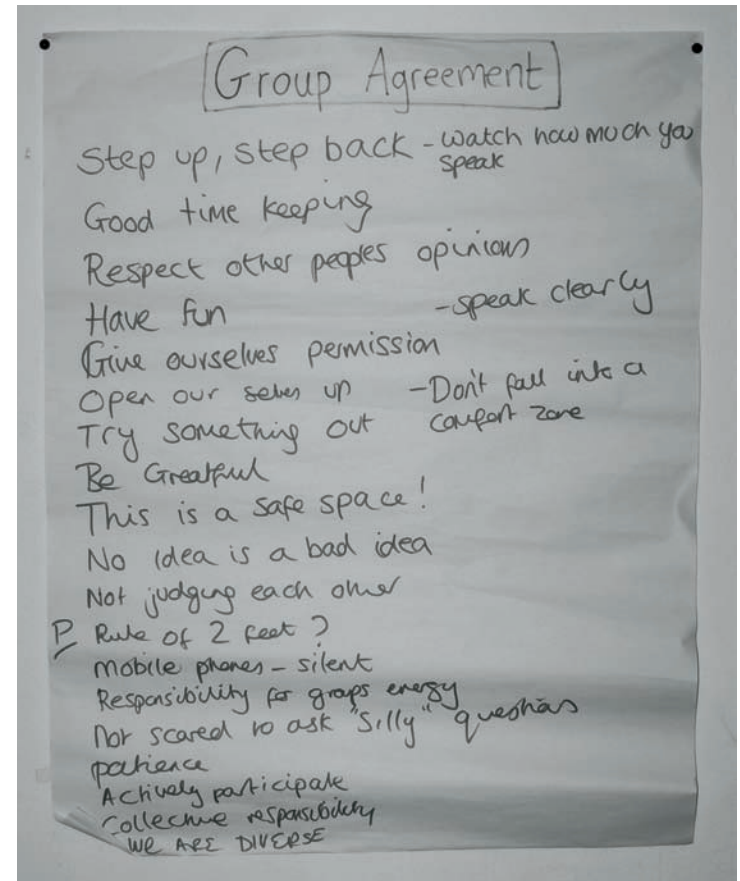 Group Agreement
Step up, step back - watch how much you
speak
Good time keeping
Respect other peoples opinions
Have fun - speak clearly
Give ourselves permission
Open our selves up - Don't fall into a
Try something out comfort zone
Be Greatful
This is a safe space!
No idea is a bad idea
Not judging each other
P Rule of 2 feet?
mobile phones - silent
Responsibility for groups energy
Not scared to ask "silly" questions
patience
Actively participate
Collective responsibility
WE ARE DIVERSE